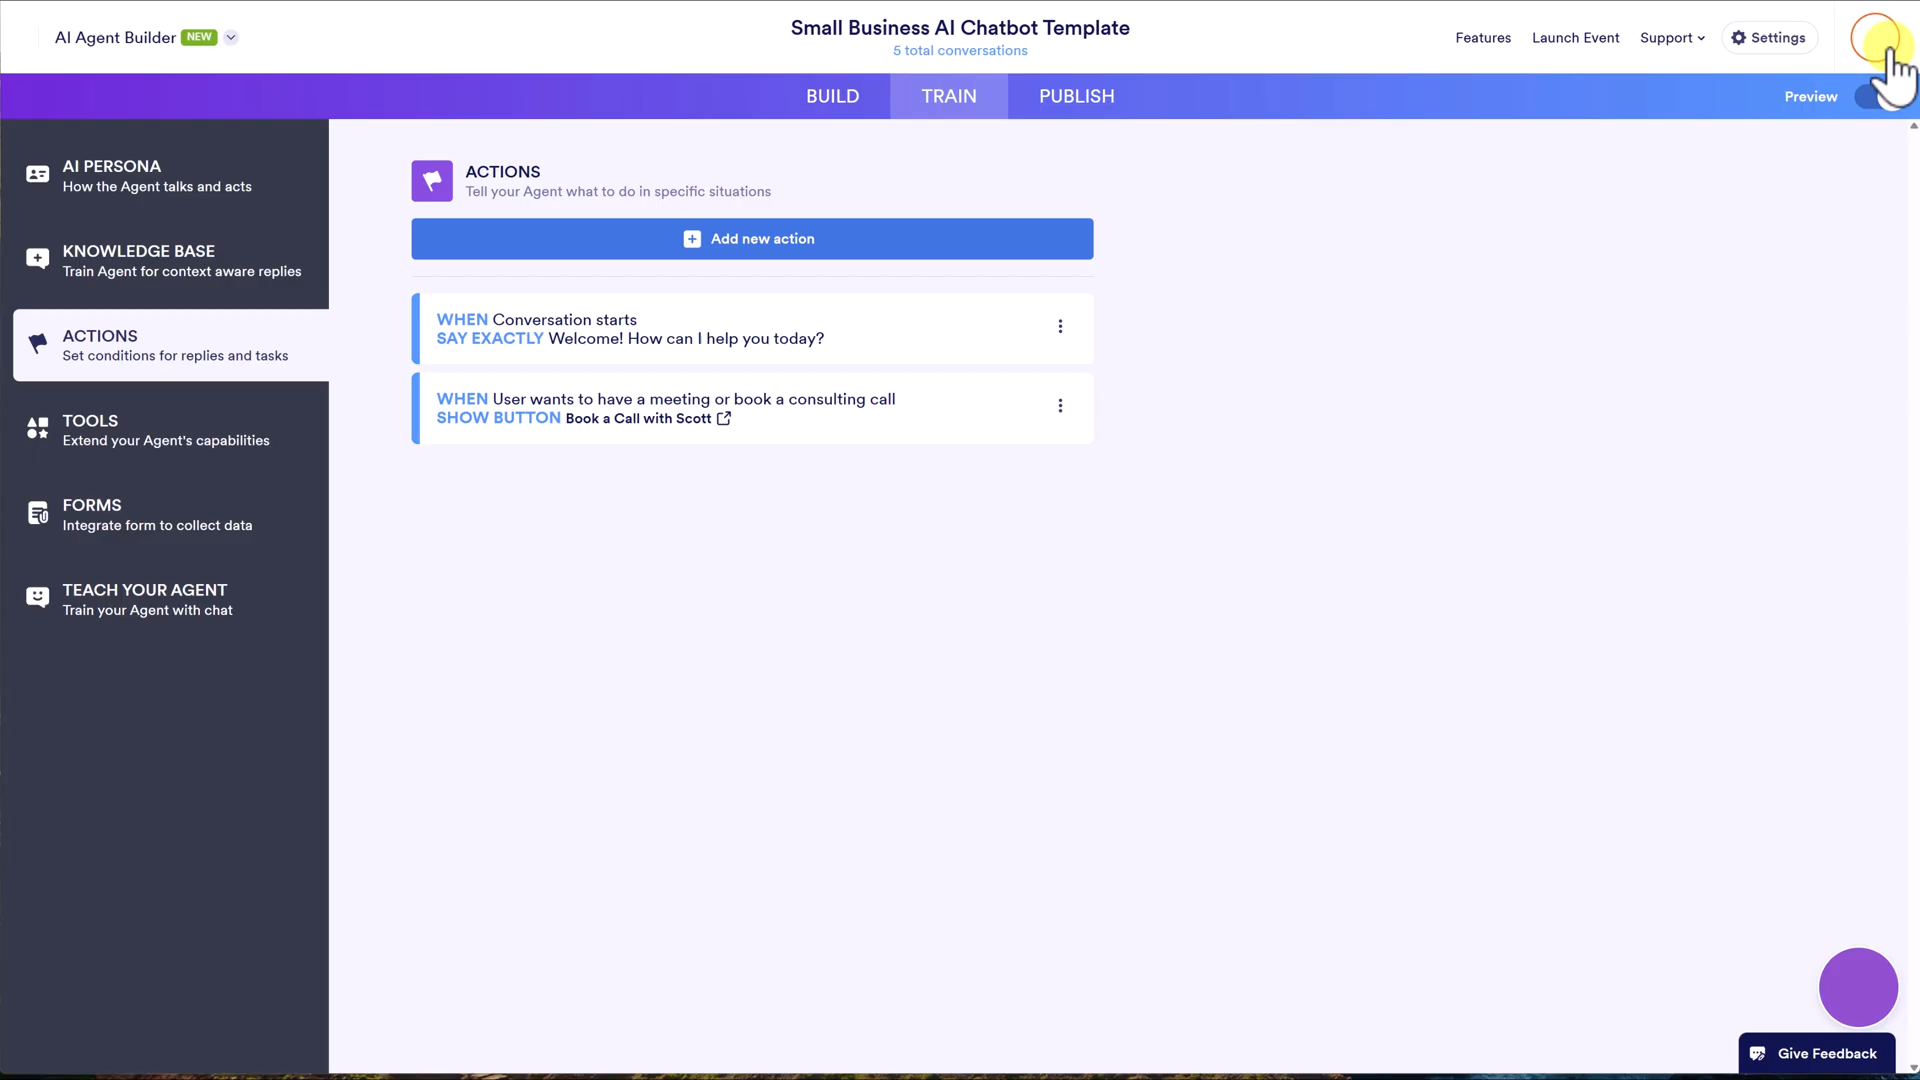 AI Agent Builder NEW
Small Business AI Chatbot Template
5 total conversations
Features
Launch Event
Support
Settings
BUILD
TRAIN
PUBLISH
Preview
AI PERSONA
How the Agent talks and acts
KNOWLEDGE BASE
Train Agent for context aware replies
ACTIONS
Set conditions for replies and tasks
TOOLS
Extend your Agent's capabilities
FORMS
Integrate form to collect data
TEACH YOUR AGENT
Train your Agent with chat
ACTIONS
Tell your Agent what to do in specific situations
Add new action
WHEN Conversation starts
SAY EXACTLY Welcome! How can I help you today?
WHEN User wants to have a meeting or book a consulting call
SHOW BUTTON Book a Call with Scott
Give Feedback